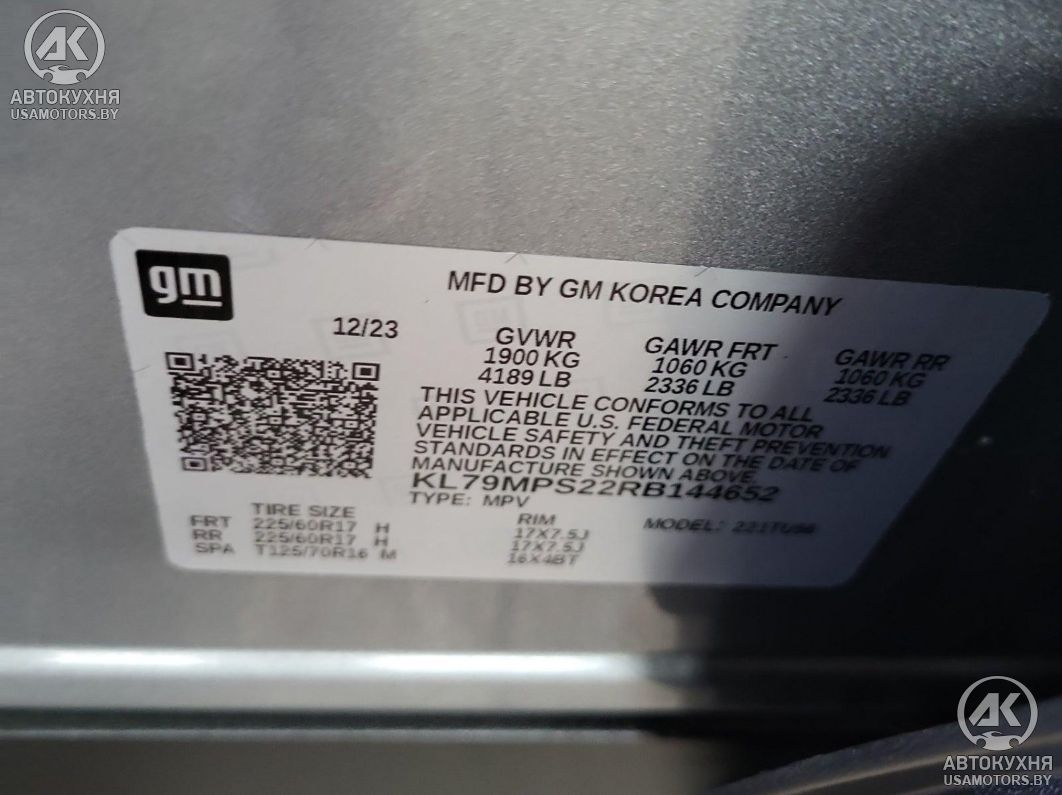 АВТОКУХНЯ
USAMOTORS.BY
gm
MFD BY GM KOREA COMPANY
12/23
GVWR GAWR FRT GAWR RR
1900 KG 1060 KG 1060 KG
4189 LB 2336 LB 2336 LB
THIS VEHICLE CONFORMS TO ALL
APPLICABLE U.S. FEDERAL MOTOR
VEHICLE SAFETY AND THEFT PREVENTION
STANDARDS IN EFFECT ON THE DATE OF
MANUFACTURE SHOWN ABOVE.
KL79MPS22RB144652
TYPE: MPV
TIRE SIZE RIM MODEL:
FRT 225/60R17 H 17X7.5J
RR 225/60R17 H 17X7.5J
SPA T125/70R16 M 16X4BT
АВТОКУХНЯ
USAMOTORS.BY